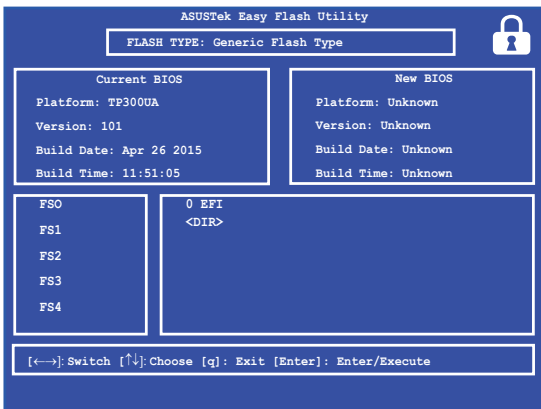 ASUSTek Easy Flash Utility
FLASH TYPE: Generic Flash Type
Current BIOS
Platform: TP300UA
Version: 101
Build Date: Apr 26 2015
Build Time: 11:51:05
New BIOS
Platform: Unknown
Version: Unknown
Build Date: Unknown
Build Time: Unknown
FSO
FS1
FS2
FS3
FS4
0 EFI
<DIR>
[←→]: Switch [↑↓]: Choose [q]: Exit [Enter]: Enter/Execute